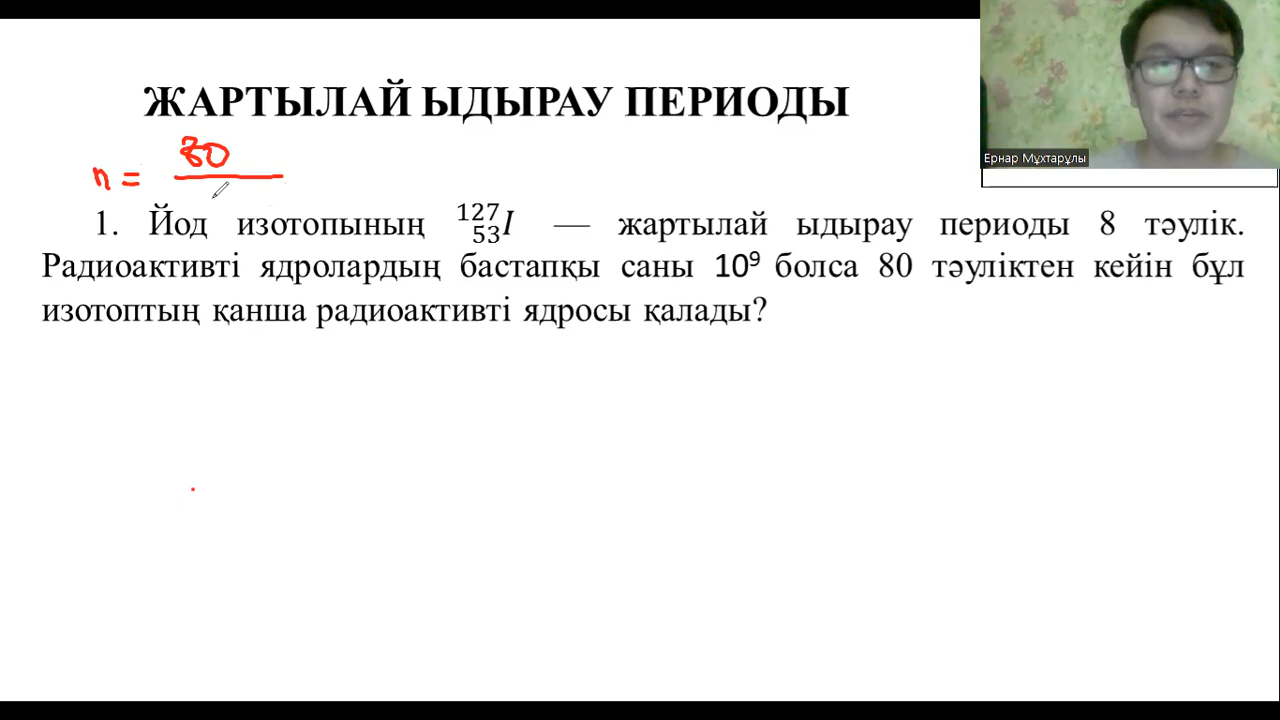 ЖАРТЫЛАЙ ЫДЫРАУ ПЕРИОДЫ
Ернар Мұхтарұлы
n = 80
1. Йод изотопының ¹²⁷₅₃I — жартылай ыдырау периоды 8 тәулік.
Радиоактивті ядролардың бастапқы саны 10⁹ болса 80 тәуліктен кейін бұл
изотоптың қанша радиоактивті ядросы қалады?